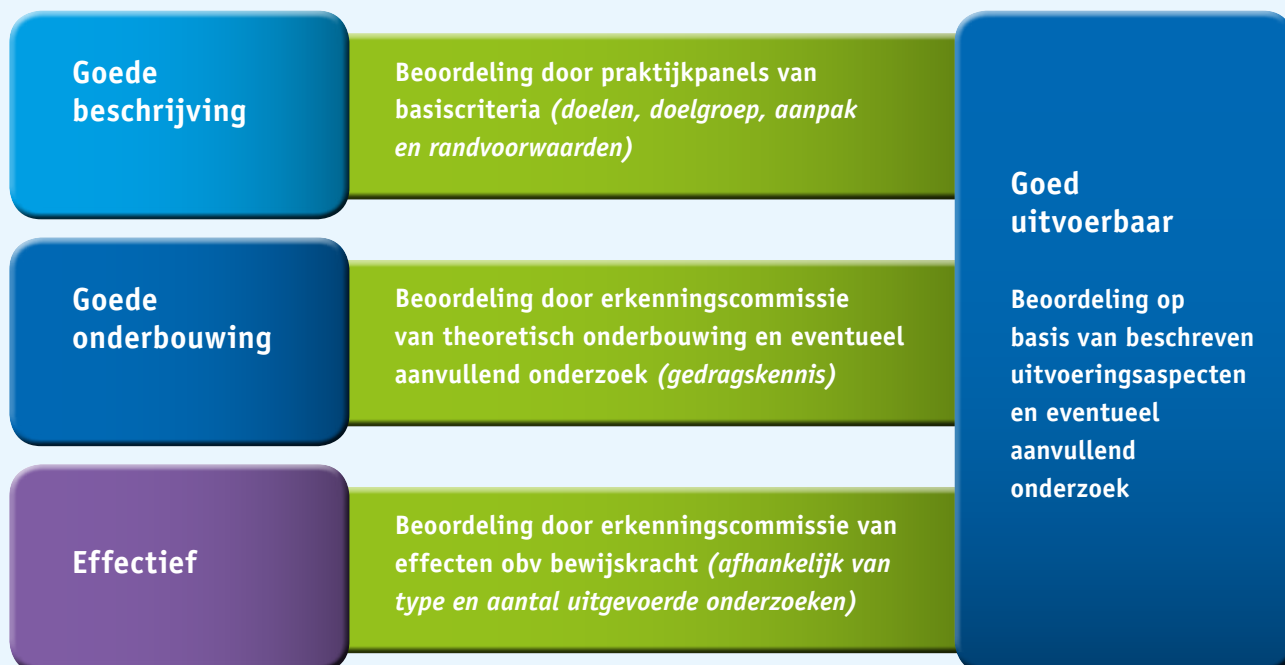 Goede
beschrijving
Beoordeling door praktijkpanels van
basiscriteria (doelen, doelgroep, aanpak
en randvoorwaarden)
Goede
onderbouwing
Beoordeling door erkenningscommissie
van theoretisch onderbouwing en eventueel
aanvullend onderzoek (gedragskennis)
Effectief
Beoordeling door erkenningscommissie van
effecten obv bewijskracht (afhankelijk van
type en aantal uitgevoerde onderzoeken)
Goed
uitvoerbaar
Beoordeling op
basis van beschreven
uitvoeringsaspecten
en eventueel
aanvullend
onderzoek